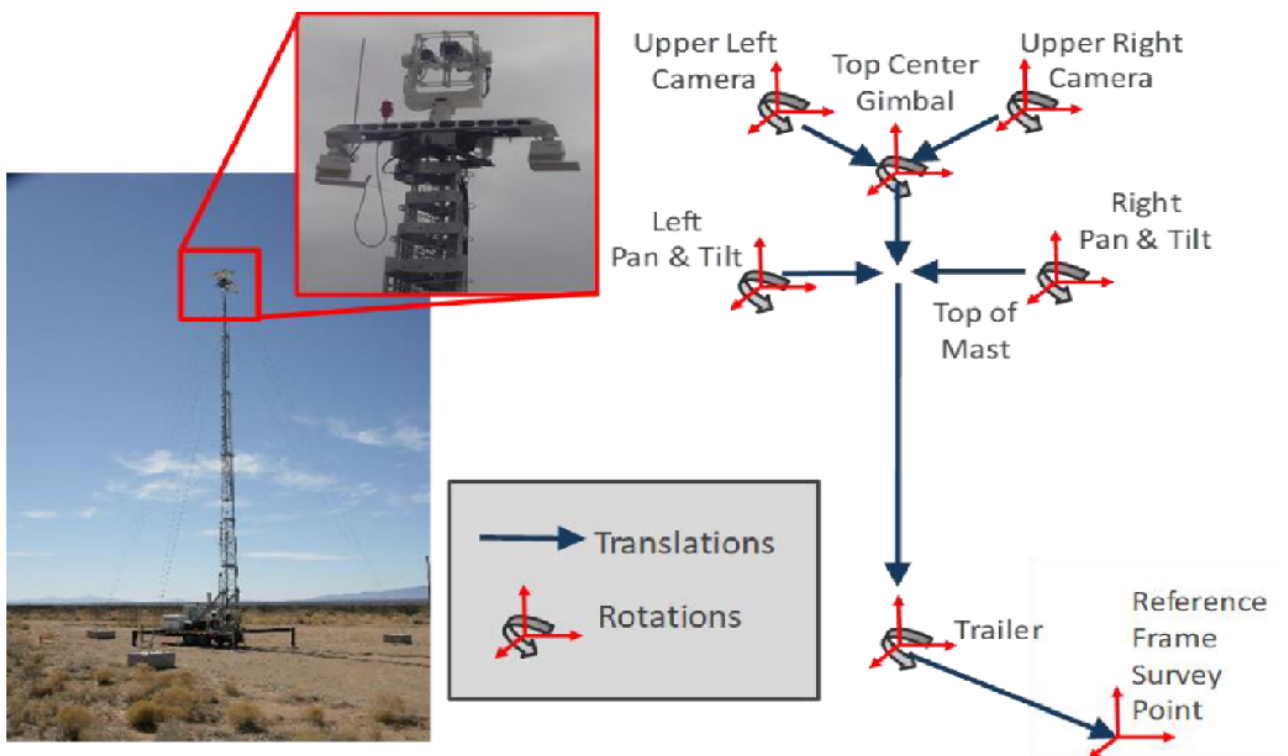 Upper Left
Camera
Top Center
Gimbal
Upper Right
Camera
Left
Pan & Tilt
Right
Pan & Tilt
Top of
Mast
Translations
Rotations
Trailer
Reference
Frame
Survey
Point